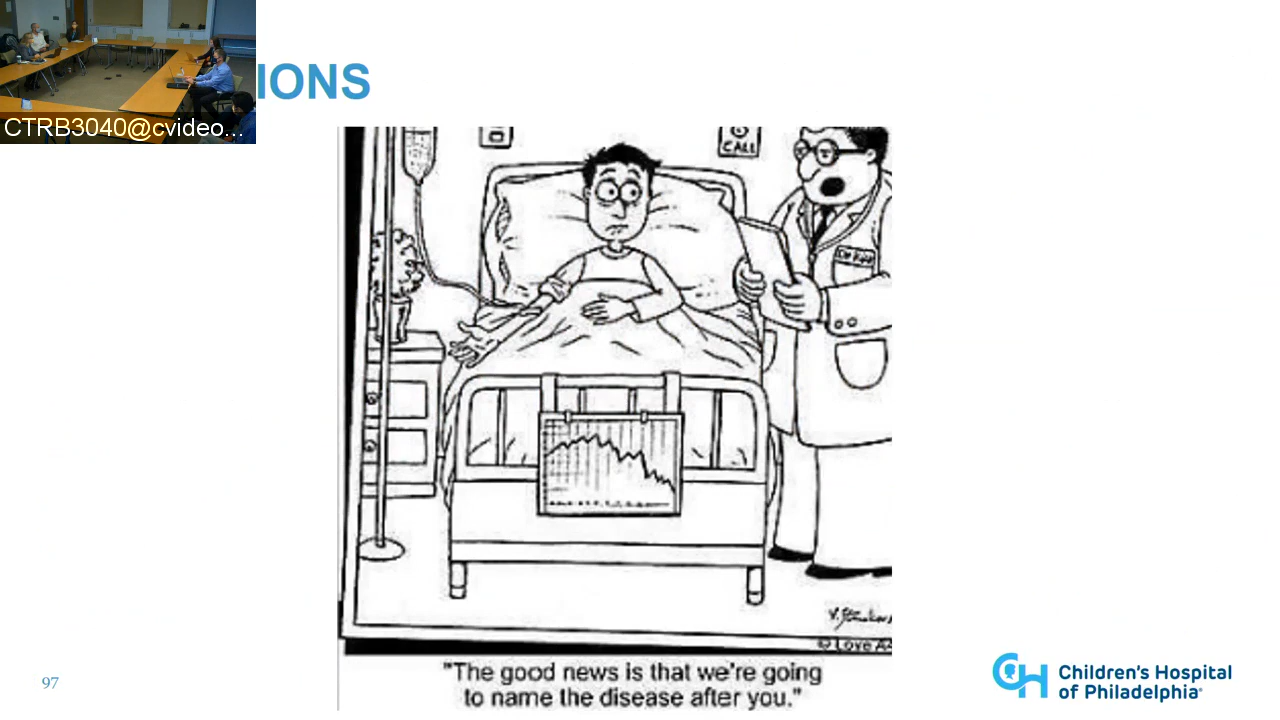 CTRB3040@cvideo...
IONS
CALL
© Love A
"The good news is that we're going
to name the disease after you."
97
Children's Hospital
of Philadelphia